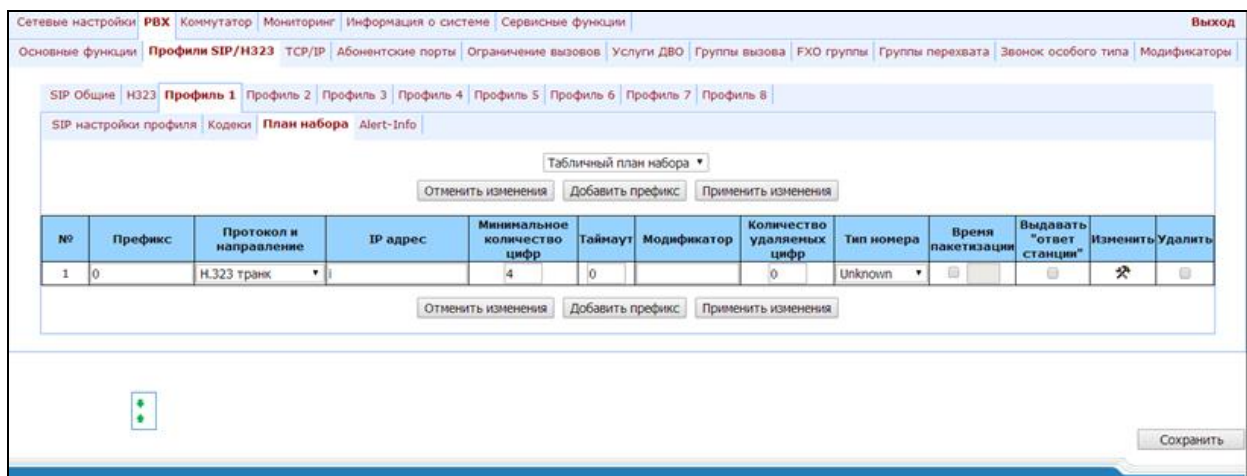 Сетевые настройки PBX Коммутатор Мониторинг Информация о системе Сервисные функции Выход
Основные функции Профили SIP/H323 TCP/IP Абонентские порты Ограничение вызовов Услуги ДВО Группы вызова FXO группы Группы перехвата Звонок особого типа Модификаторы
SIP Общие H323 Профиль 1 Профиль 2 Профиль 3 Профиль 4 Профиль 5 Профиль 6 Профиль 7 Профиль 8
SIP настройки профиля Кодеки План набора Alert-Info
Табличный план набора
Отменить изменения Добавить префикс Применить изменения
№ Префикс Протокол и направление IP адрес Минимальное количество цифр Таймаут Модификатор Количество удаляемых цифр Тип номера Время пакетизации Выдавать "ответ станции" Изменить Удалить
1 0 H.323 транк i 4 0 0 Unknown
Отменить изменения Добавить префикс Применить изменения
Сохранить